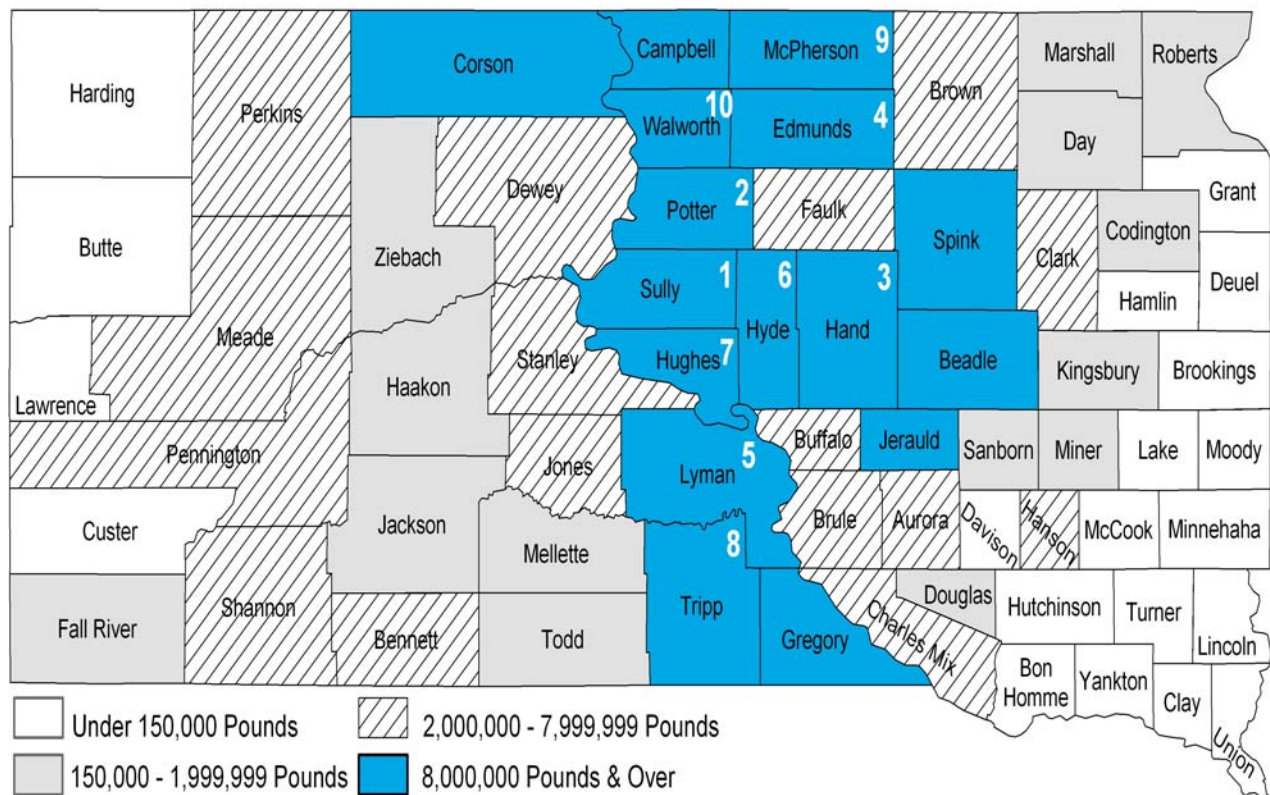 Harding
Perkins
Corson
Campbell
McPherson 9
Brown
Marshall
Roberts
Walworth 10
Edmunds 4
Day
Grant
Butte
Dewey
Potter 2
Faulk
Spink
Clark
Codington
Deuel
Hamlin
Ziebach
Meade
Sully 1
Hyde 6
Hand 3
Stanley
Hughes 7
Beadle
Kingsbury
Brookings
Lawrence
Haakon
Pennington
Jones
Lyman 5
Buffalo
Jerauld
Sanborn
Miner
Lake
Moody
Custer
Jackson
Mellette
Brule
Aurora
Davison
Hanson
McCook
Minnehaha
Fall River
Shannon
Bennett
Todd
Tripp 8
Gregory
Charles Mix
Douglas
Hutchinson
Turner
Lincoln
Bon
Homme
Yankton
Clay
Union
Under 150,000 Pounds
2,000,000 - 7,999,999 Pounds
150,000 - 1,999,999 Pounds
8,000,000 Pounds & Over